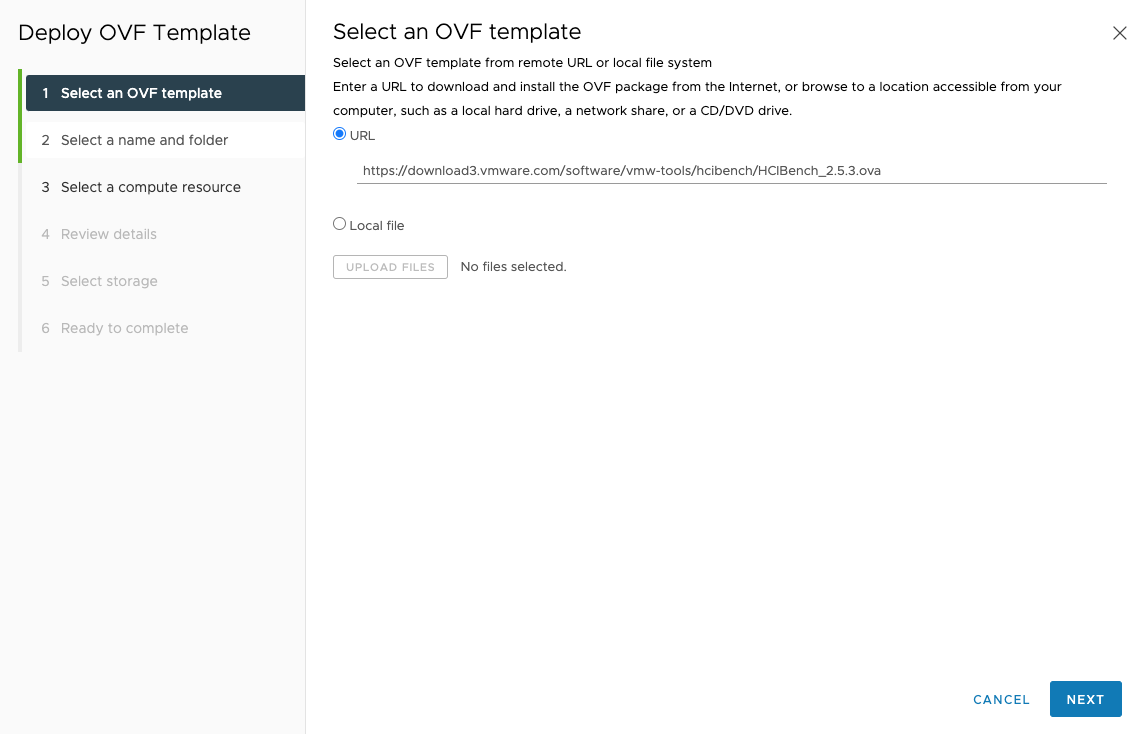 Deploy OVF Template
1 Select an OVF template
2 Select a name and folder
3 Select a compute resource
4 Review details
5 Select storage
6 Ready to complete
Select an OVF template
Select an OVF template from remote URL or local file system
Enter a URL to download and install the OVF package from the Internet, or browse to a location accessible from your
computer, such as a local hard drive, a network share, or a CD/DVD drive.
URL
https://download3.vmware.com/software/vmw-tools/hcibench/HCIBench_2.5.3.ova
Local file
UPLOAD FILES No files selected.
CANCEL NEXT